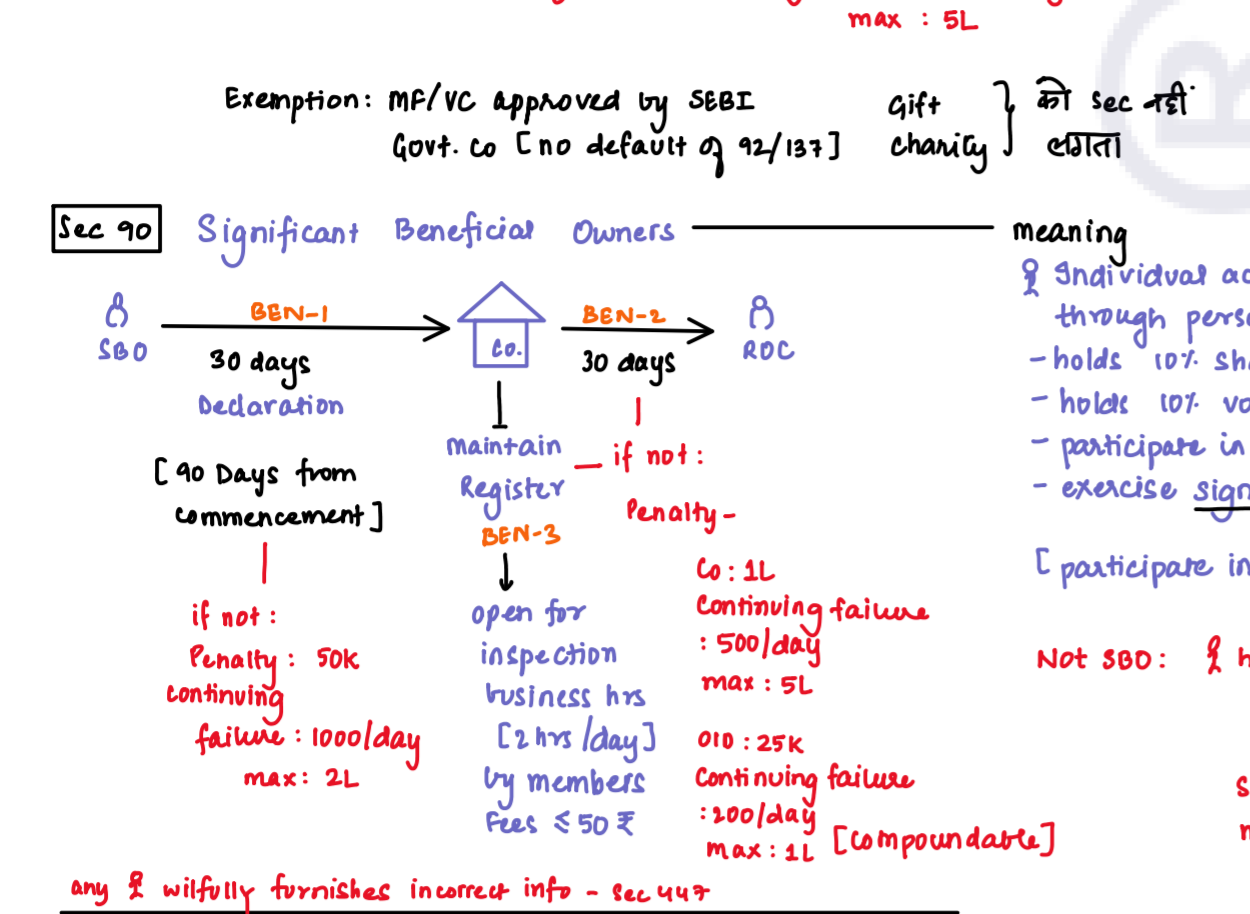 max : 5L
Exemption: MF/VC approved by SEBI
Govt. Co [no default of 92/137]
Gift
charity
को sec नहीं
लगता
Sec 90 Significant Beneficial Owners
meaning
Individual ac
through perso
- holds 10% sha
- holds 10% vo
- participate in
- exercise sign
[participate in
SBO
BEN-1
30 days
Declaration
CO.
BEN-2
30 days
ROC
[90 Days from
commencement]
if not :
Penalty : 50K
continuing
failure : 1000/day
max : 2L
maintain
Register
BEN-3
open for
inspection
business hrs
[2 hrs/day]
by members
Fees ≤ 50 ₹
if not :
Penalty -
Co : 1L
Continuing failure
: 500/day
max : 5L
OID : 25K
Continuing failure
: 200/day
max : 1L [compoundable]
Not SBO : h
any wilfully furnishes incorrect info - Sec 447
R